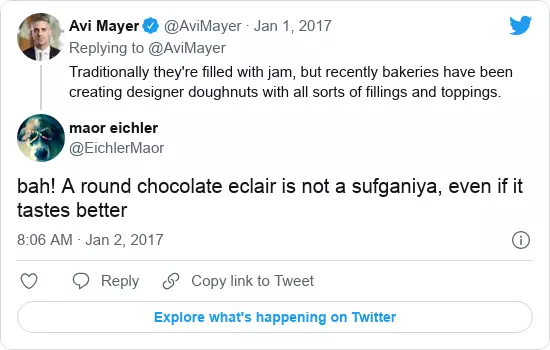 Avi Mayer @AviMayer · Jan 1, 2017
Replying to @AviMayer
Traditionally they're filled with jam, but recently bakeries have been
creating designer doughnuts with all sorts of fillings and toppings.
maor eichler
@EichlerMaor
bah! A round chocolate eclair is not a sufganiya, even if it
tastes better
8:06 AM · Jan 2, 2017
Reply Copy link to Tweet
Explore what's happening on Twitter